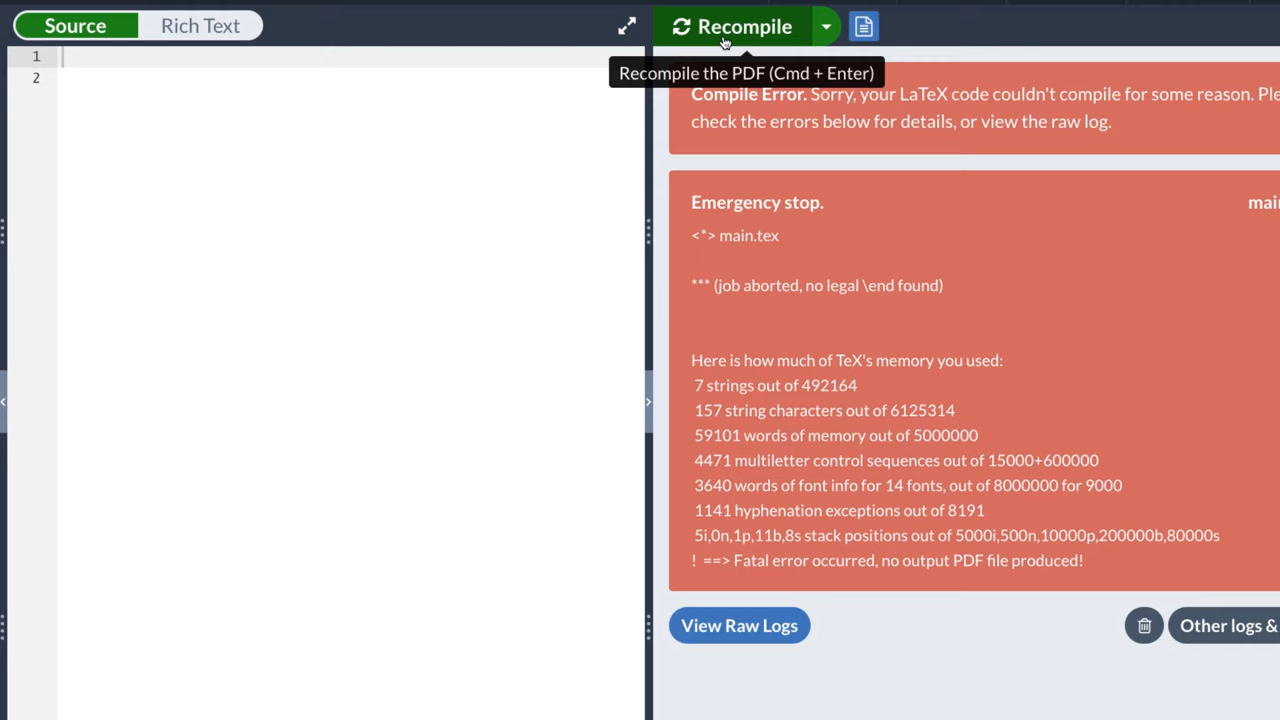 Source Rich Text
Recompile
Recompile the PDF (Cmd + Enter)
1
2
Compile Error. Sorry, your LaTeX code couldn't compile for some reason.
check the errors below for details, or view the raw log.
Emergency stop.
<*> main.tex
*** (job aborted, no legal \end found)
Here is how much of TeX's memory you used:
7 strings out of 492164
157 string characters out of 6125314
59101 words of memory out of 5000000
4471 multiletter control sequences out of 15000+600000
3640 words of font info for 14 fonts, out of 8000000 for 9000
1141 hyphenation exceptions out of 8191
5i,0n,1p,11b,8s stack positions out of 5000i,500n,10000p,200000b,80000s
! ==> Fatal error occurred, no output PDF file produced!
View Raw Logs
Other logs &